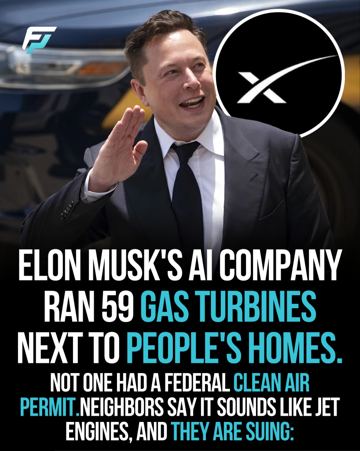 ELON MUSK'S AI COMPANY
RAN 59 GAS TURBINES
NEXT TO PEOPLE'S HOMES.
NOT ONE HAD A FEDERAL CLEAN AIR
PERMIT.NEIGHBORS SAY IT SOUNDS LIKE JET
ENGINES, AND THEY ARE SUING: